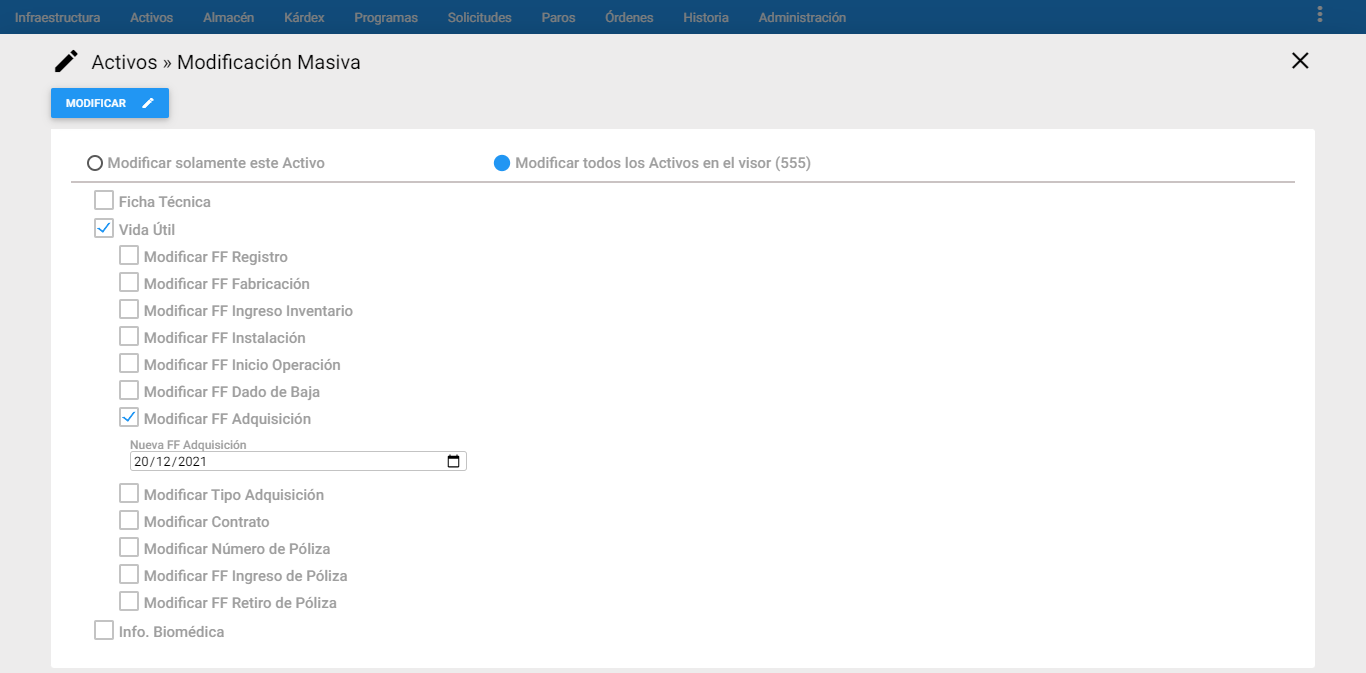 Infraestructura Activos Almacén Kárdex Programas Solicitudes Paros Órdenes Historia Administración
Activos » Modificación Masiva
MODIFICAR
Modificar solamente este Activo Modificar todos los Activos en el visor (555)
Ficha Técnica
Vida Útil
Modificar FF Registro
Modificar FF Fabricación
Modificar FF Ingreso Inventario
Modificar FF Instalación
Modificar FF Inicio Operación
Modificar FF Dado de Baja
Modificar FF Adquisición
Nueva FF Adquisición
20/12/2021
Modificar Tipo Adquisición
Modificar Contrato
Modificar Número de Póliza
Modificar FF Ingreso de Póliza
Modificar FF Retiro de Póliza
Info. Biomédica